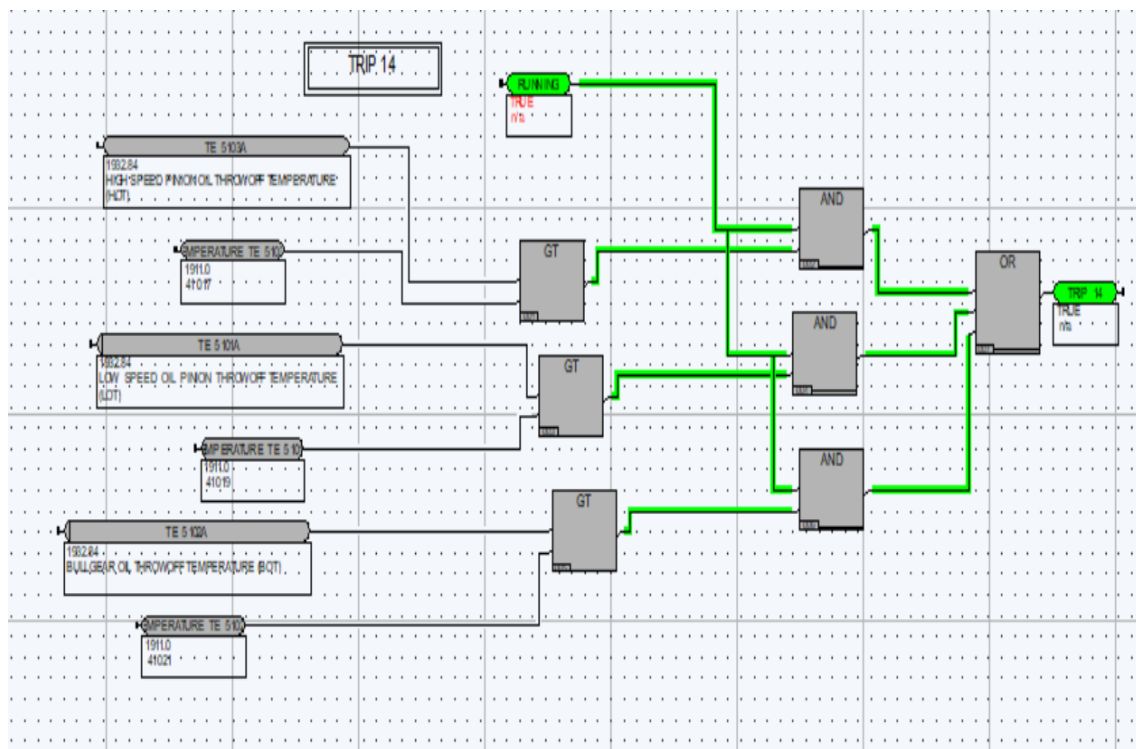 TRIP 14
RUNNING
TRUE
n/a
TE 5103A
1932.84
HIGH SPEED PINION OIL THROWOFF TEMPERATURE
(HOT)
AND
MPERATURE TE 510
1911.0
41017
GT
OR
TRIP 14
TRUE
n/a
TE 5101A
1932.84
LOW SPEED OIL PINION THROWOFF TEMPERATURE
(LOT)
GT
AND
MPERATURE TE 510
1911.0
41019
AND
GT
TE 5102A
1932.84
BULLGEAR OIL THROWOFF TEMPERATURE (BOT)
MPERATURE TE 510
1911.0
41021